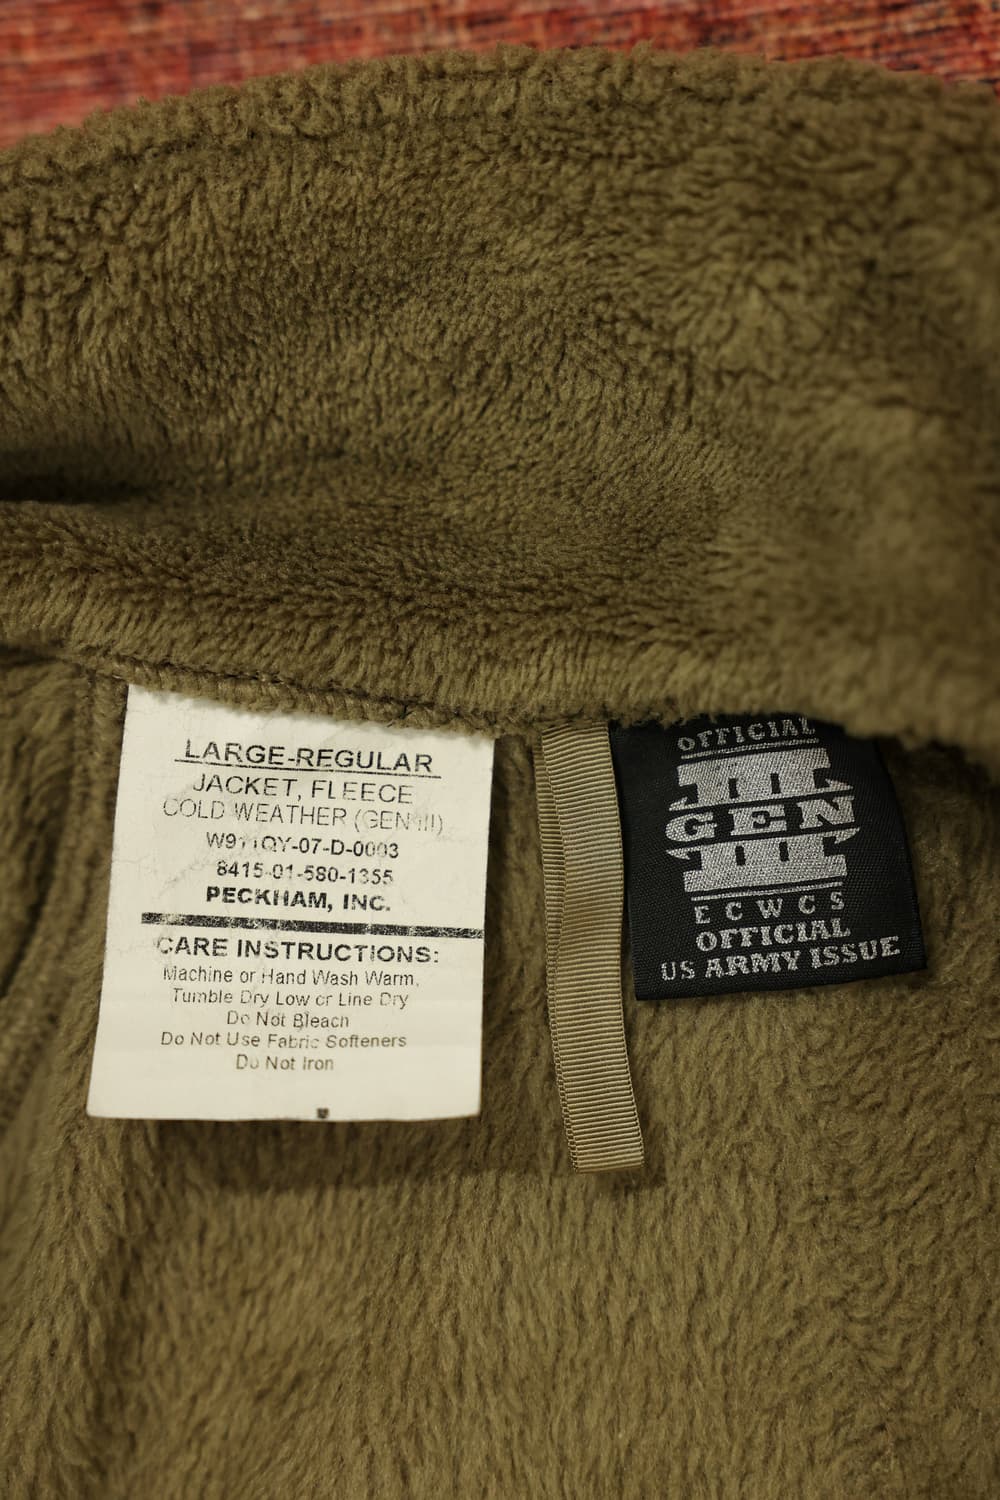 LARGE-REGULAR
JACKET, FLEECE
COLD WEATHER (GEN III)
W911QY-07-D-0003
8415-01-580-1355
PECKHAM, INC.
CARE INSTRUCTIONS:
Machine or Hand Wash Warm,
Tumble Dry Low or Line Dry
Do Not Bleach
Do Not Use Fabric Softeners
Do Not Iron
OFFICIAL
III
GEN
III
ECWCS
OFFICIAL
US ARMY ISSUE